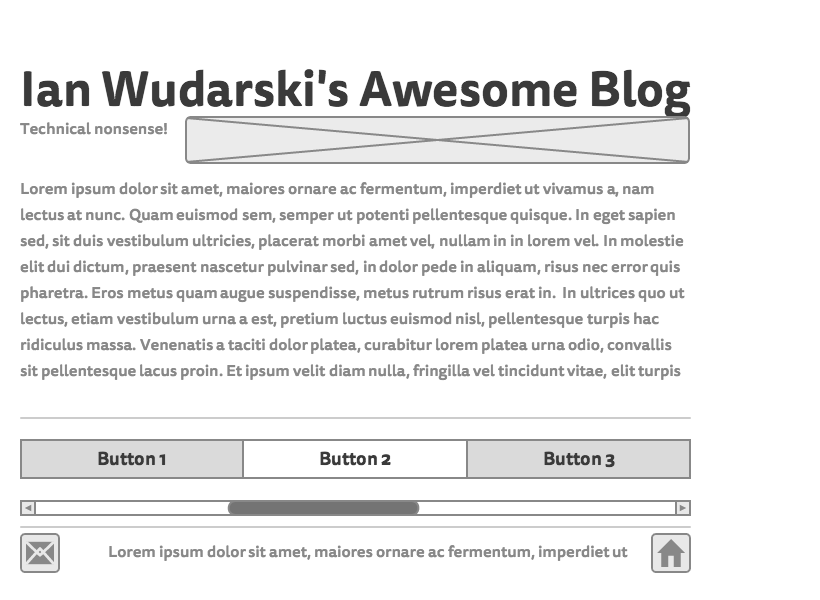 Ian Wudarski's Awesome Blog
Technical nonsense!
Lorem ipsum dolor sit amet, maiores ornare ac fermentum, imperdiet ut vivamus a, nam
lectus at nunc. Quam euismod sem, semper ut potenti pellentesque quisque. In eget sapien
sed, sit duis vestibulum ultricies, placerat morbi amet vel, nullam in in lorem vel. In molestie
elit dui dictum, praesent nascetur pulvinar sed, in dolor pede in aliquam, risus nec error quis
pharetra. Eros metus quam augue suspendisse, metus rutrum risus erat in. In ultrices quo ut
lectus, etiam vestibulum urna a est, pretium luctus euismod nisl, pellentesque turpis hac
ridiculus massa. Venenatis a taciti dolor platea, curabitur lorem platea urna odio, convallis
sit pellentesque lacus proin. Et ipsum velit diam nulla, fringilla vel tincidunt vitae, elit turpis
Button 1
Button 2
Button 3
Lorem ipsum dolor sit amet, maiores ornare ac fermentum, imperdiet ut